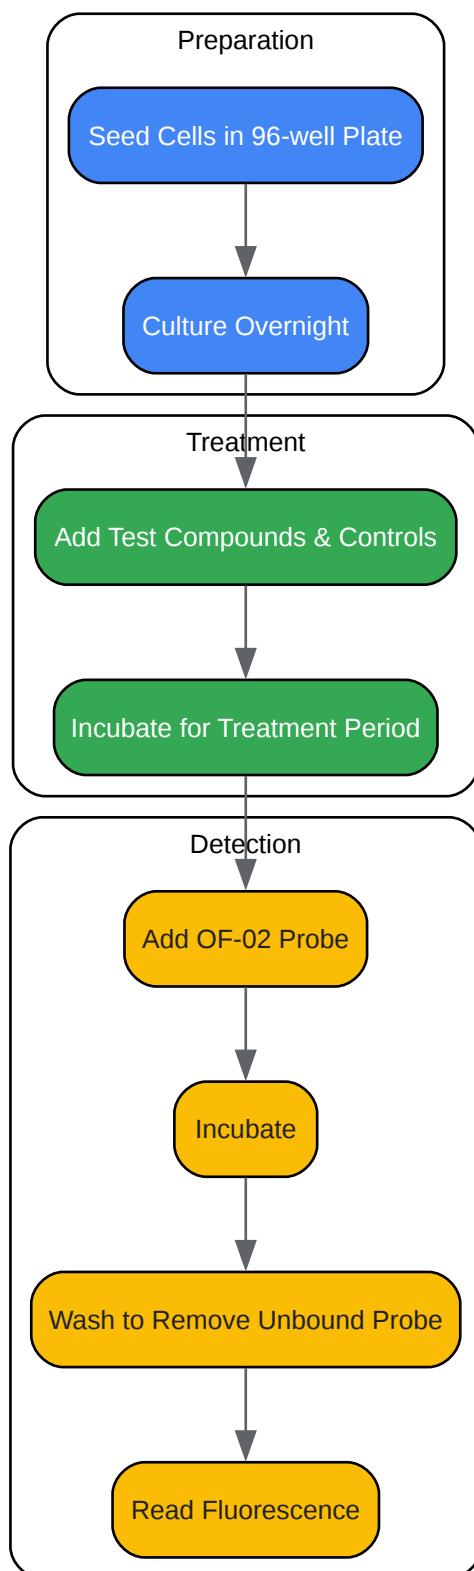 Preparation
Seed Cells in 96-well Plate
Culture Overnight
Treatment
Add Test Compounds & Controls
Incubate for Treatment Period
Detection
Add OF-02 Probe
Incubate
Wash to Remove Unbound Probe
Read Fluorescence